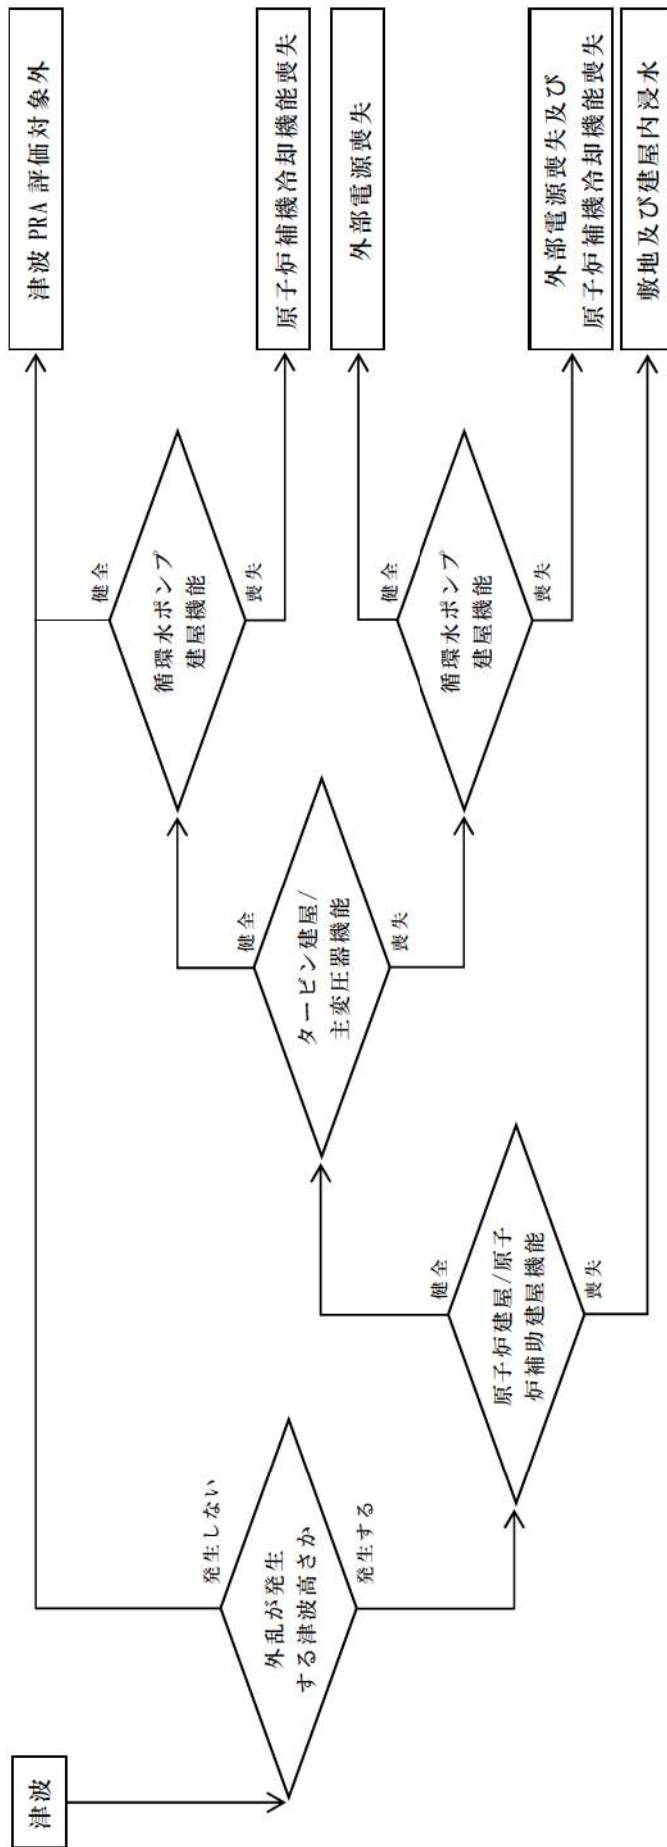 津波
外乱が発生
する津波高さか
発生しない
発生する
原子炉建屋/原子
炉補助建屋機能
健全
喪失
タービン建屋/
主変圧器機能
健全
喪失
循環水ポンプ
建屋機能
健全
喪失
循環水ポンプ
建屋機能
健全
喪失
津波 PRA 評価対象外
原子炉補機冷却機能喪失
外部電源喪失
外部電源喪失及び
原子炉補機冷却機能喪失
敷地及び建屋内浸水